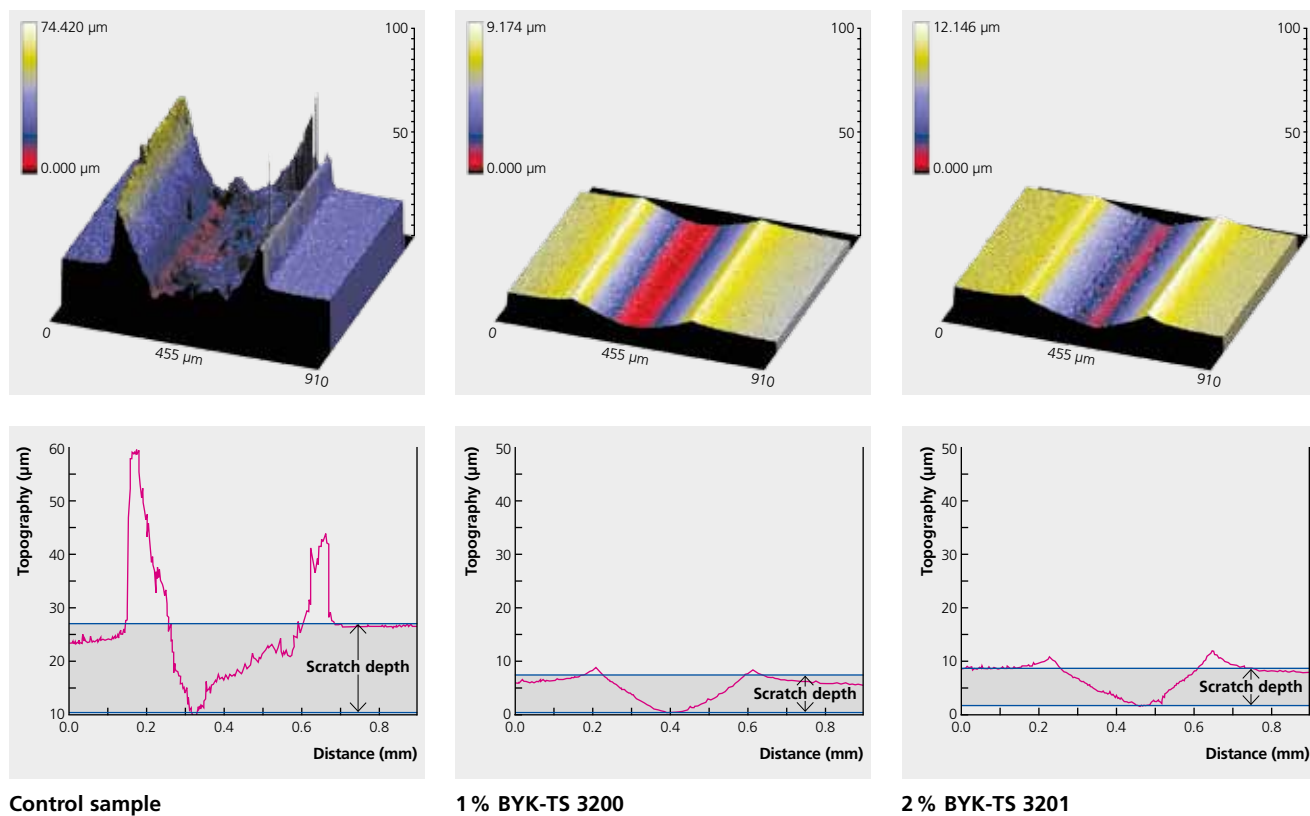 74.420 µm
100
50
0.000 µm
0
455 µm
910
9.174 µm
100
50
0.000 µm
0
455 µm
910
12.146 µm
100
50
0.000 µm
0
455 µm
910
Topography (µm)
60
50
40
30
20
10
Scratch depth
0.0 0.2 0.4 0.6 0.8
Distance (mm)
Topography (µm)
50
40
30
20
10
0
Scratch depth
0.0 0.2 0.4 0.6 0.8
Distance (mm)
Topography (µm)
50
40
30
20
10
0
Scratch depth
0.0 0.2 0.4 0.6 0.8
Distance (mm)
Control sample
1 % BYK-TS 3200
2 % BYK-TS 3201